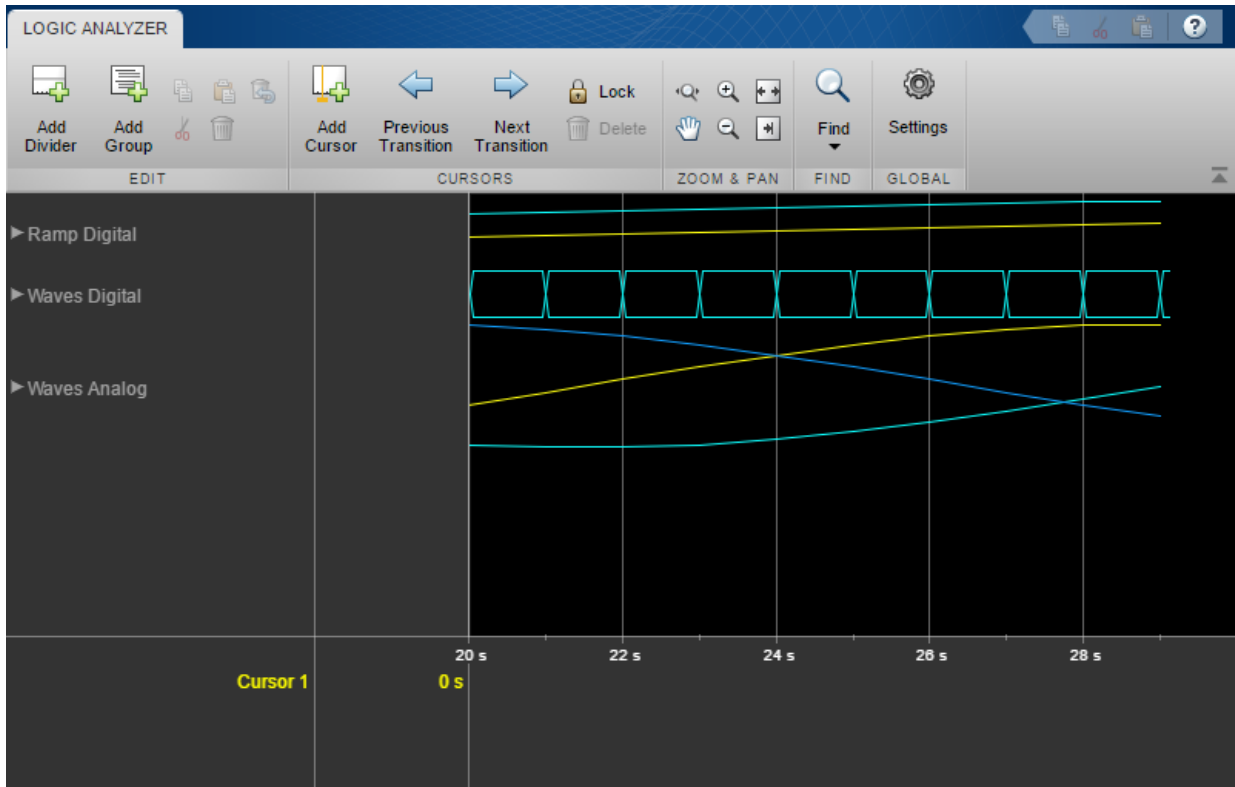 LOGIC ANALYZER
?
Add Divider
Add Group
Add Cursor
Previous Transition
Next Transition
Lock
Delete
Find
Settings
EDIT
CURSORS
ZOOM & PAN
FIND
GLOBAL
Ramp Digital
Waves Digital
Waves Analog
20 s 22 s 24 s 26 s 28 s
Cursor 1 0 s